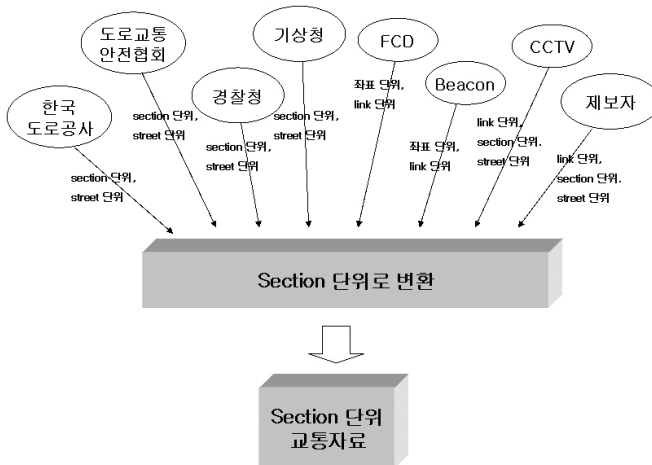 한국
도로공사
section 단위,
street 단위
도로교통
안전협회
section 단위,
street 단위
경찰청
section 단위,
street 단위
기상청
section 단위,
street 단위
FCD
좌표 단위,
link 단위
Beacon
좌표 단위,
link 단위
CCTV
link 단위,
section 단위.
street 단위
제보자
link 단위,
section 단위.
street 단위
Section 단위로 변환
Section 단위
교통자료